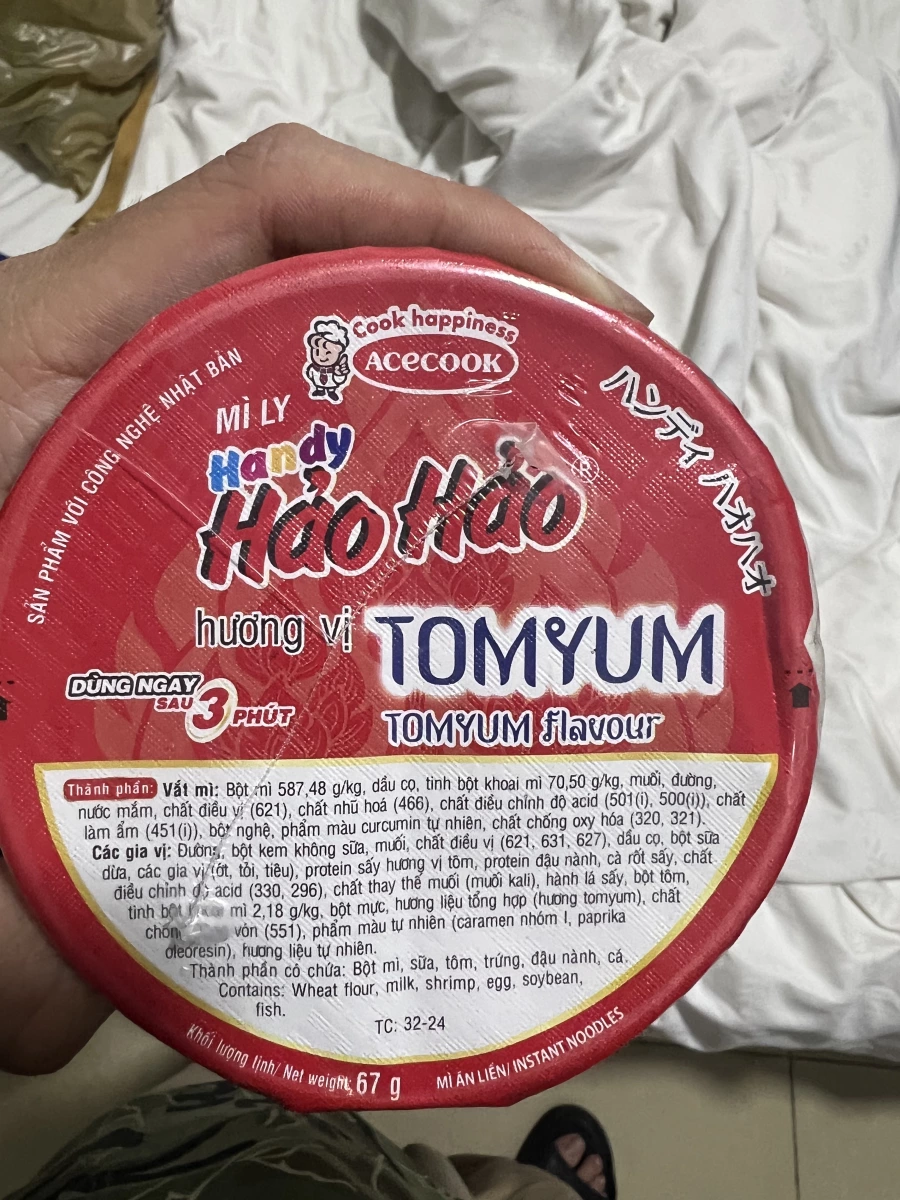 Cook happiness
ACECOOK
SẢN PHẨM VỚI CÔNG NGHỆ NHẬT BẢN
MÌ LY
Handy
Hảo Hảo ®
ハンディ ハオハオ
hương vị TOMYUM
DÙNG NGAY
SAU 3 PHÚT
TOMYUM flavour
Thành phần: Vắt mì: Bột mì 587,48 g/kg, dầu cọ, tinh bột khoai mì 70,50 g/kg, muối, đường,
nước mắm, chất điều vị (621), chất nhũ hoá (466), chất điều chỉnh độ acid (501(i), 500(i)), chất
làm ẩm (451(i)), bột nghệ, phẩm màu curcumin tự nhiên, chất chống oxy hóa (320, 321).
Các gia vị: Đường, bột kem không sữa, muối, chất điều vị (621, 631, 627), dầu cọ, bột sữa
dừa, các gia vị (ớt, tỏi, tiêu), protein sấy hương vị tôm, protein đậu nành, cà rốt sấy, chất
điều chỉnh độ acid (330, 296), chất thay thế muối (muối kali), hành lá sấy, bột tôm,
tinh bột mì 2,18 g/kg, bột mực, hương liệu tổng hợp (hương tomyum), chất
vón (551), phẩm màu tự nhiên (caramen nhóm I, paprika
oleoresin), hương liệu tự nhiên.
Thành phần có chứa: Bột mì, sữa, tôm, trứng, đậu nành, cá.
Contains: Wheat flour, milk, shrimp, egg, soybean,
fish.
TC: 32-24
Khối lượng tịnh/ Net weight: 67 g
MÌ ĂN LIỀN/ INSTANT NOODLES